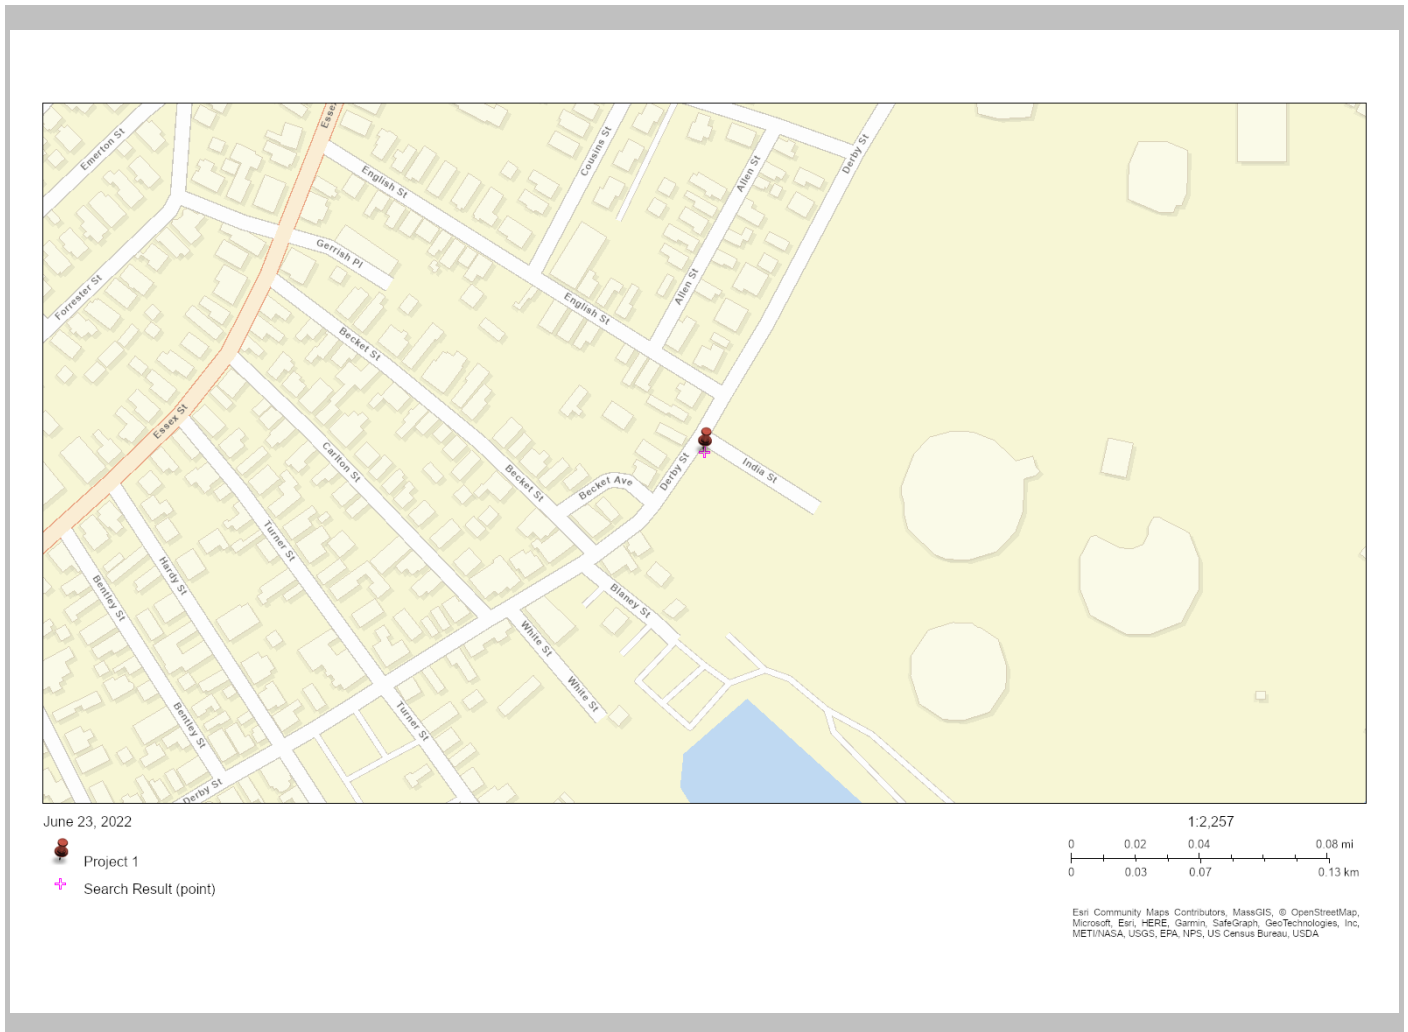 Essex
Emerton St
Cousins St
Derby St
English St
Allen St
Gerrish Pl
Forrester St
Allen St
English St
Becket St
Essex St
Carlton St
Derby St
India St
Becket St
Becket Ave
Turner St
Hardy St
Bentley St
Blaney St
White St
White St
Turner St
Bentley St
Derby St
June 23, 2022
1:2,257
0 0.02 0.04 0.08 mi
0 0.03 0.07 0.13 km
Project 1
Search Result (point)
Esri Community Maps Contributors, MassGIS, © OpenStreetMap,
Microsoft, Esri, HERE, Garmin, SafeGraph, GeoTechnologies, Inc,
METI/NASA, USGS, EPA, NPS, US Census Bureau, USDA